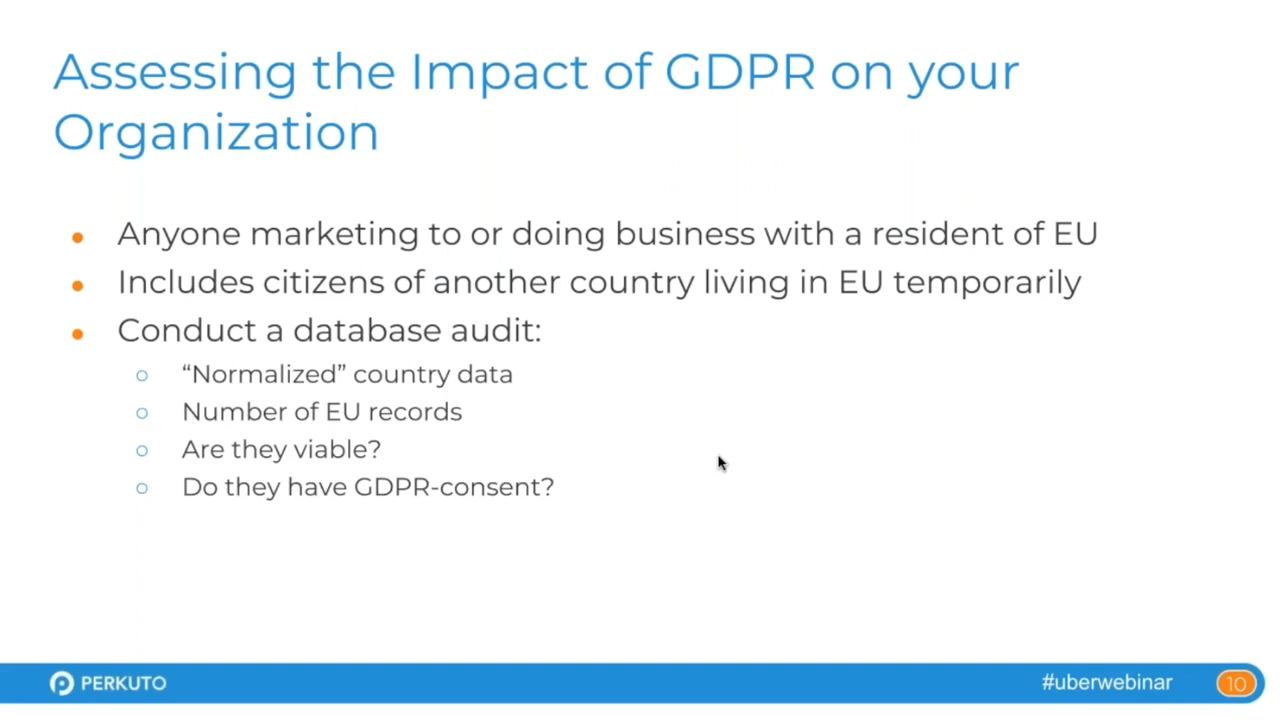 Assessing the Impact of GDPR on your
Organization
Anyone marketing to or doing business with a resident of EU
Includes citizens of another country living in EU temporarily
Conduct a database audit:
“Normalized” country data
Number of EU records
Are they viable?
Do they have GDPR-consent?
PERKUTO
#uberwebinar
10